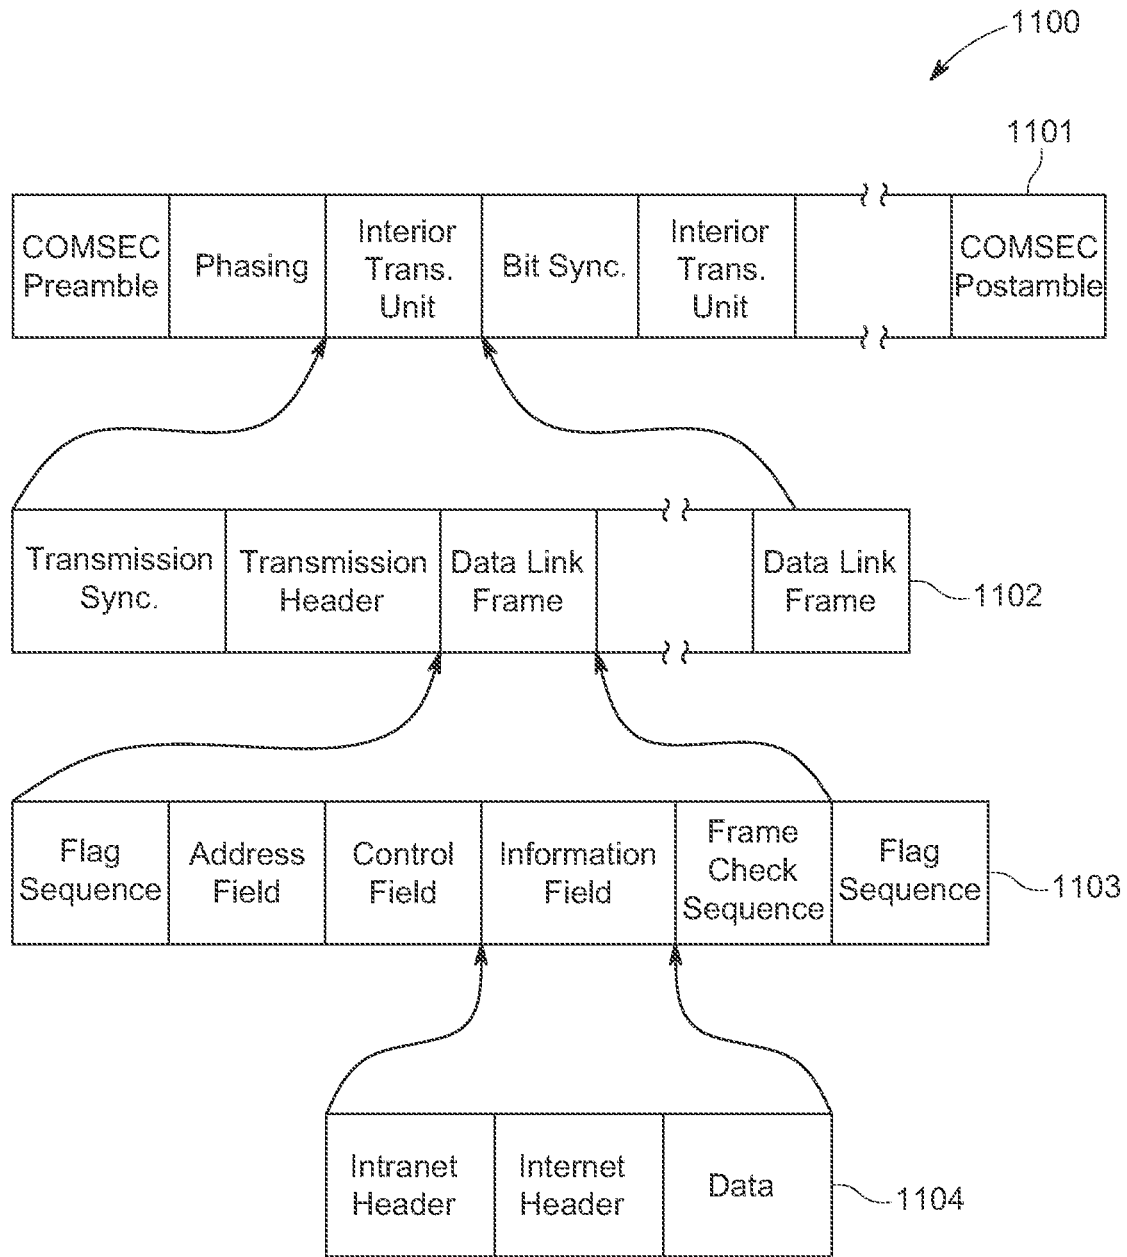 1100
1101
COMSEC
Preamble
Phasing
Interior
Trans.
Unit
Bit Sync.
Interior
Trans.
Unit
COMSEC
Postamble
Transmission
Sync.
Transmission
Header
Data Link
Frame
Data Link
Frame
1102
Flag
Sequence
Address
Field
Control
Field
Information
Field
Frame
Check
Sequence
Flag
Sequence
1103
Intranet
Header
Internet
Header
Data
1104